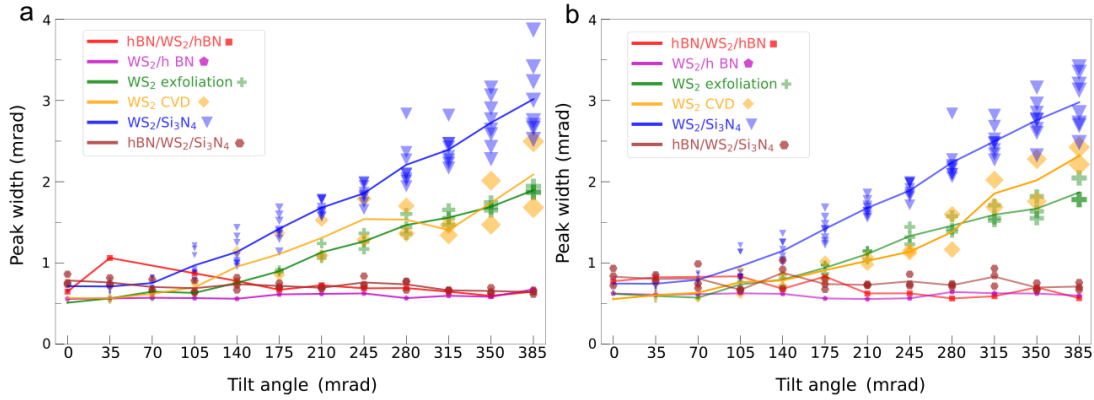 a
4
3
2
1
0
Peak width (mrad)
hBN/WS₂/hBN
WS₂/h BN
WS₂ exfoliation
WS₂ CVD
WS₂/Si₃N₄
hBN/WS₂/Si₃N₄
0 35 70 105 140 175 210 245 280 315 350 385
Tilt angle (mrad)
b
4
3
2
1
0
Peak width (mrad)
hBN/WS₂/hBN
WS₂/h BN
WS₂ exfoliation
WS₂ CVD
WS₂/Si₃N₄
hBN/WS₂/Si₃N₄
0 35 70 105 140 175 210 245 280 315 350 385
Tilt angle (mrad)